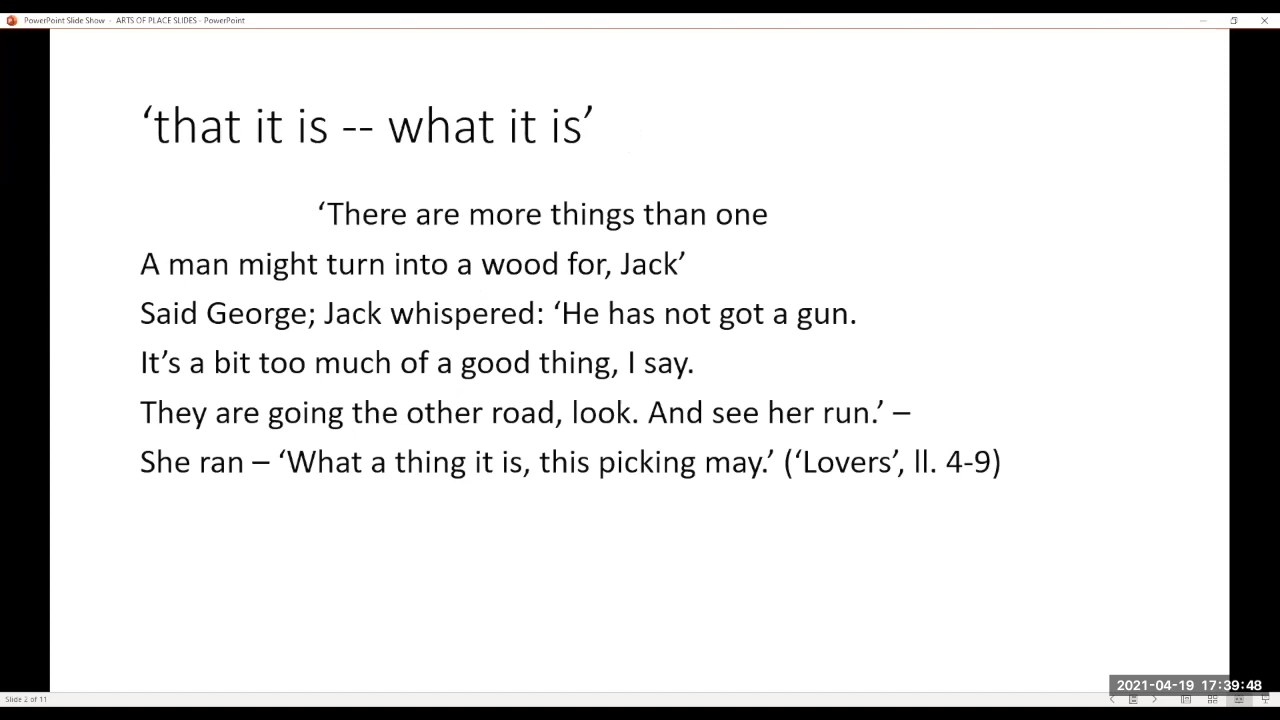 PowerPoint Slide Show - ARTS OF PLACE SLIDES - PowerPoint
‘that it is -- what it is’
‘There are more things than one
A man might turn into a wood for, Jack’
Said George; Jack whispered: ‘He has not got a gun.
It’s a bit too much of a good thing, I say.
They are going the other road, look. And see her run.’ –
She ran – ‘What a thing it is, this picking may.’ (‘Lovers’, ll. 4-9)
2021-04-19 17:39:48
Slide 2 of 11